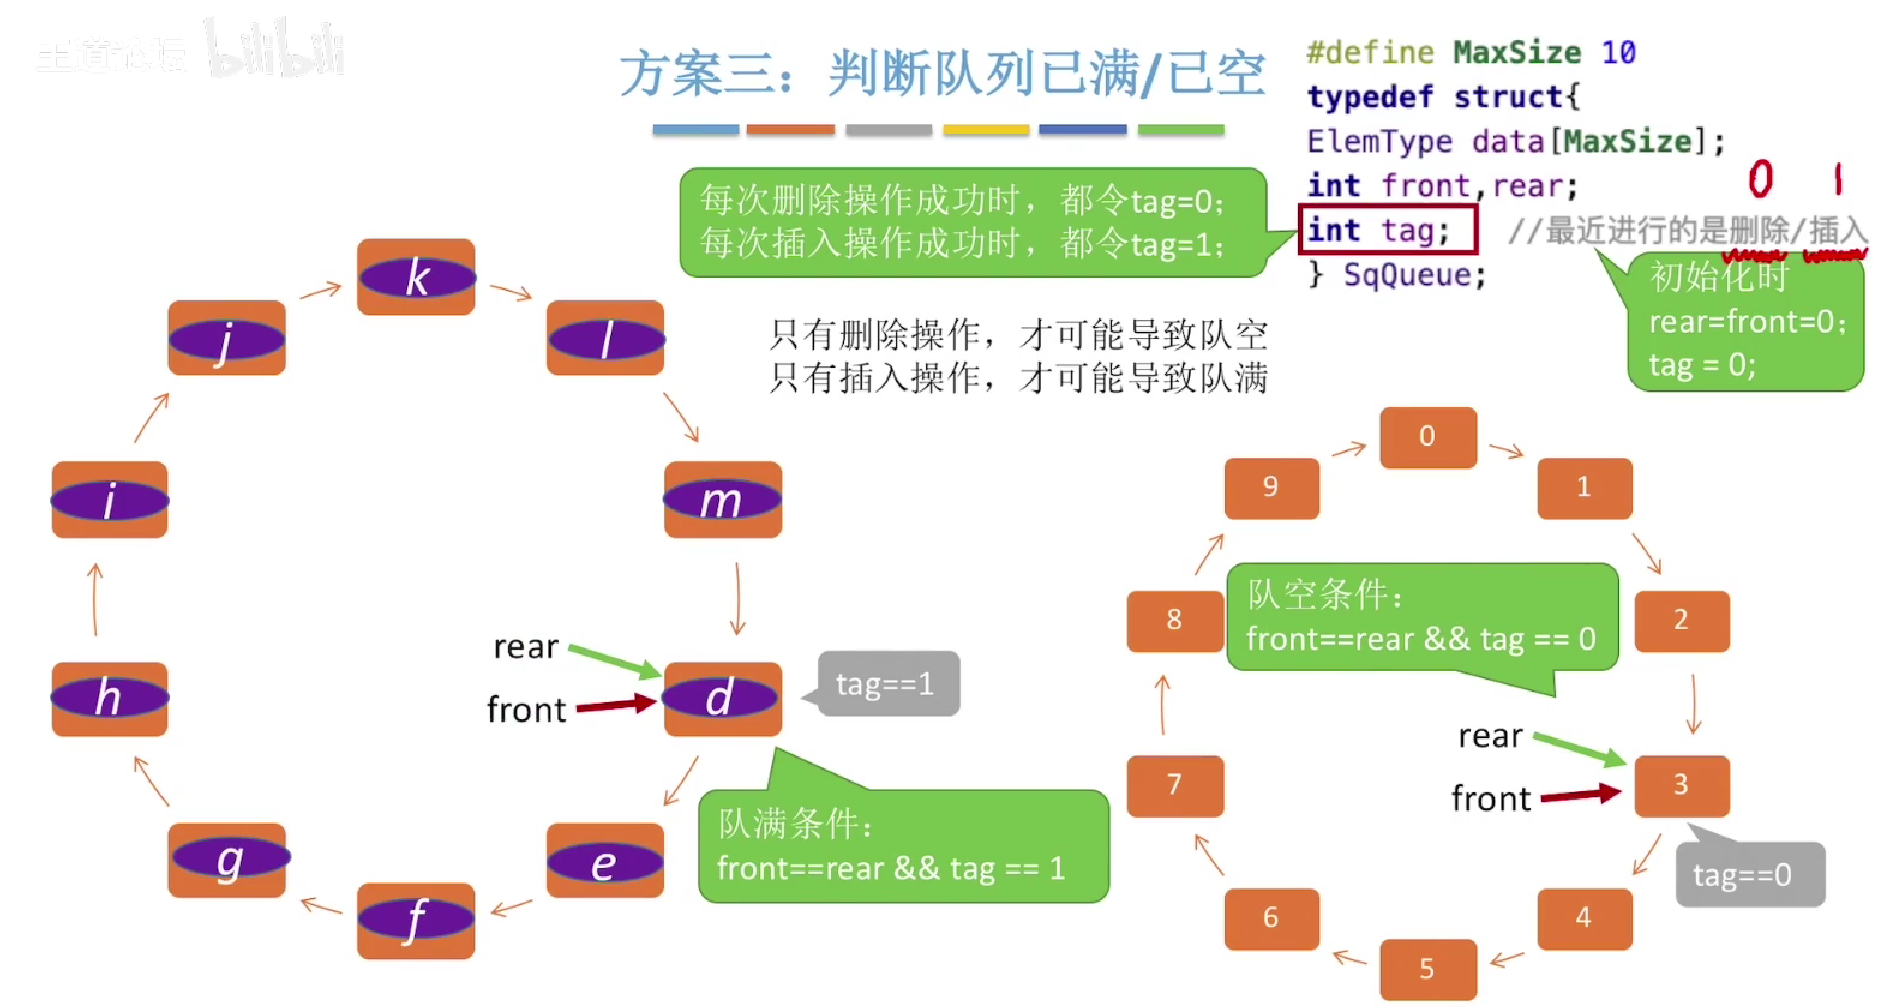 王道论坛 bilibili
方案三：判断队列已满/已空
#define MaxSize 10
typedef struct{
ElemType data[MaxSize];
int front,rear;
0 1
int tag; //最近进行的是删除/插入
} SqQueue;
每次删除操作成功时，都令tag=0；
每次插入操作成功时，都令tag=1；
初始化时
rear=front=0；
tag = 0;
只有删除操作，才可能导致队空
只有插入操作，才可能导致队满
k
j
l
i
m
h
rear
front
d
tag==1
g
e
f
队满条件：
front==rear && tag == 1
0
9
1
8
2
队空条件：
front==rear && tag == 0
rear
front
7
3
tag==0
6
4
5